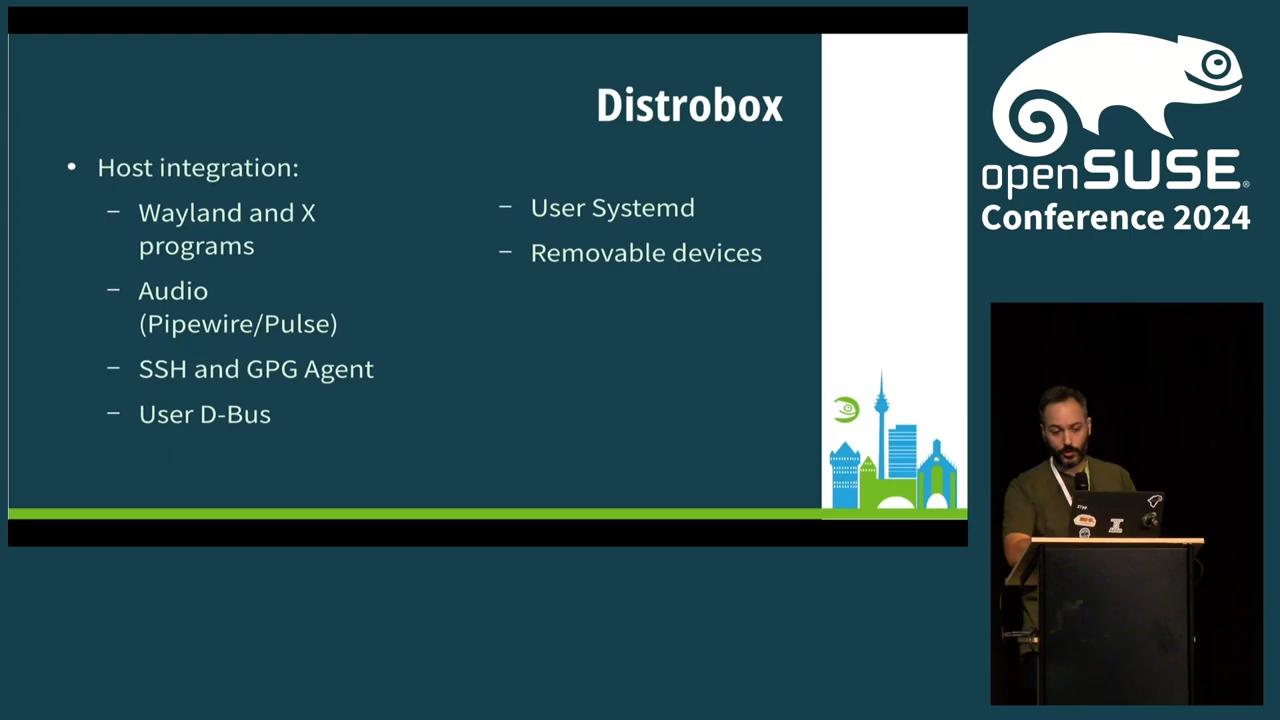 Distrobox
• Host integration:
– Wayland and X
programs
– Audio
(Pipewire/Pulse)
– SSH and GPG Agent
– User D-Bus
– User Systemd
– Removable devices
openSUSE®
Conference 2024